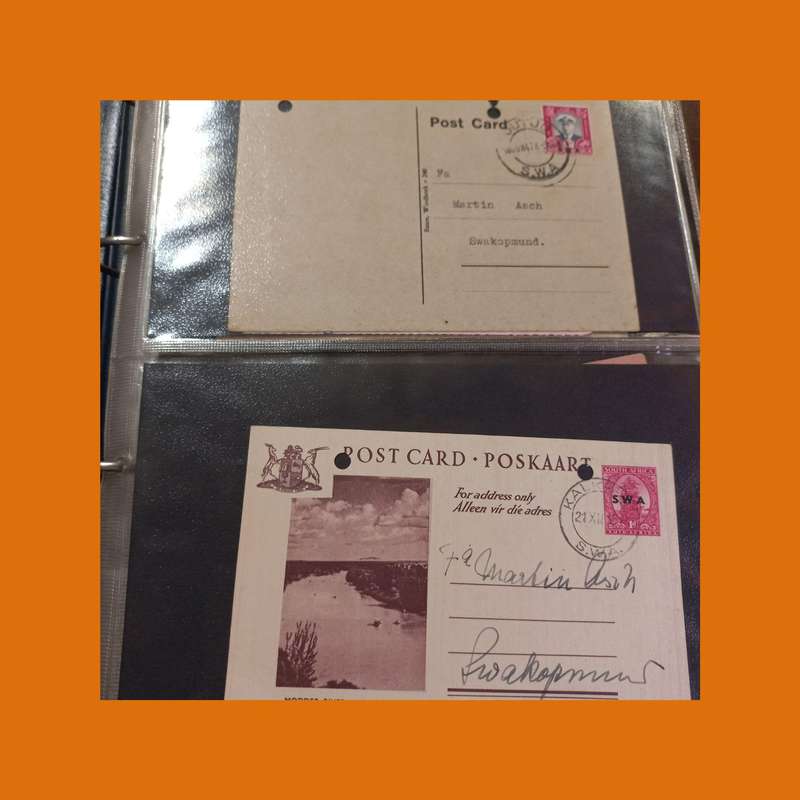 Post Card
S.W.A.
S W A
Fa
Martin Asch
Swakopmund.
POST CARD · POSKAART
For address only
Alleen vir die adres
SOUTH AFRICA
S W A
1D
S.W.A.
Fa Martin Asch
Swakopmund